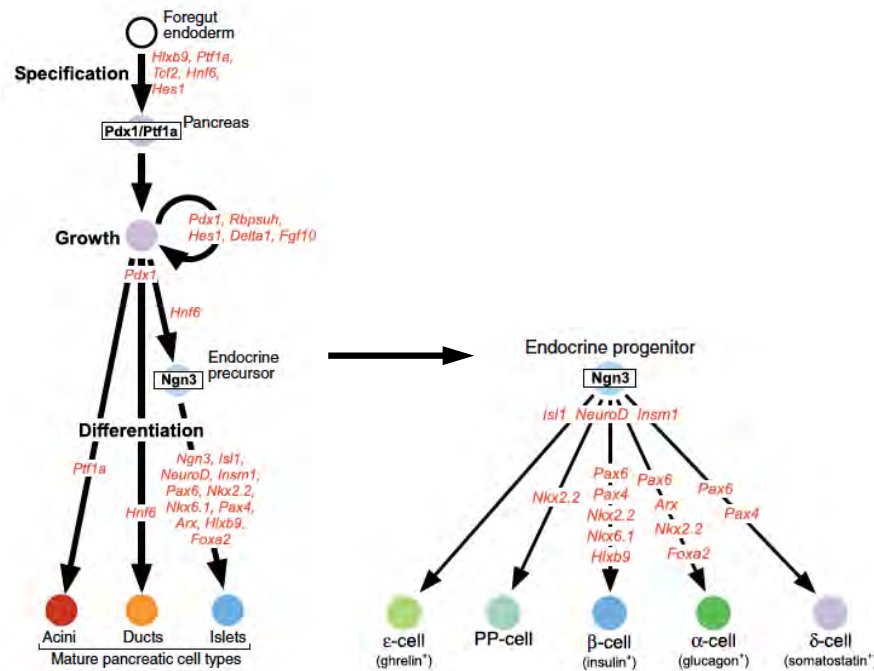 Foregut
endoderm
Hlxb9, Ptf1a,
Tcf2, Hnf6,
Hes1
Specification
Pdx1/Ptf1a
Pancreas
Pdx1, Rbpsuh,
Hes1, Delta1, Fgf10
Growth
Pdx1
Hnf6
Endocrine
precursor
Ngn3
Differentiation
Ptf1a
Hnf6
Ngn3, Isl1,
NeuroD, Insm1,
Pax6, Nkx2.2,
Nkx6.1, Pax4,
Arx, Hlxb9,
Foxa2
Acini
Ducts
Islets
Mature pancreatic cell types
Endocrine progenitor
Ngn3
Isl1 NeuroD Insm1
Nkx2.2
Pax6
Pax4
Nkx2.2
Nkx6.1
Hlxb9
Pax6
Arx
Nkx2.2
Foxa2
Pax6
Pax4
ε-cell
(ghrelin⁺)
PP-cell
β-cell
(insulin⁺)
α-cell
(glucagon⁺)
δ-cell
(somatostatin⁺)